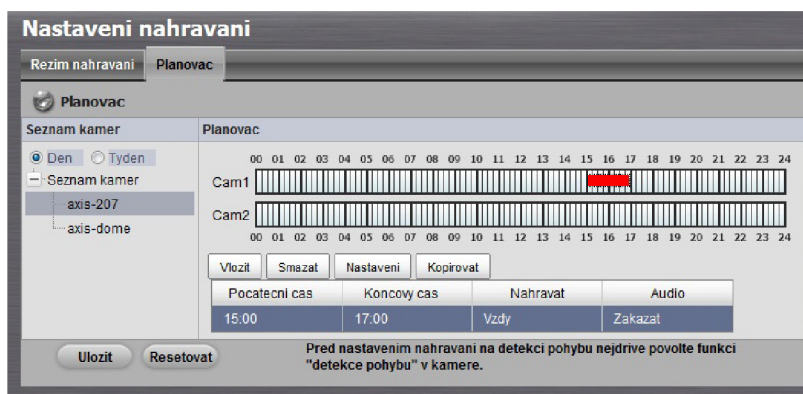 Nastaveni nahravani
Rezim nahravani Planovac
Planovac
Seznam kamer Planovac
Den Tyden
00 01 02 03 04 05 06 07 08 09 10 11 12 13 14 15 16 17 18 19 20 21 22 23 24
Seznam kamer
Cam1
axis-207
Cam2
axis-dome
00 01 02 03 04 05 06 07 08 09 10 11 12 13 14 15 16 17 18 19 20 21 22 23 24
Vlozit Smazat Nastaveni Kopirovat
Pocatecni cas Koncovy cas Nahravat Audio
15:00 17:00 Vzdy Zakazat
Ulozit Resetovat
Pred nastavenim nahravani na detekci pohybu nejdrive povolte funkci
"detekce pohybu" v kamere.